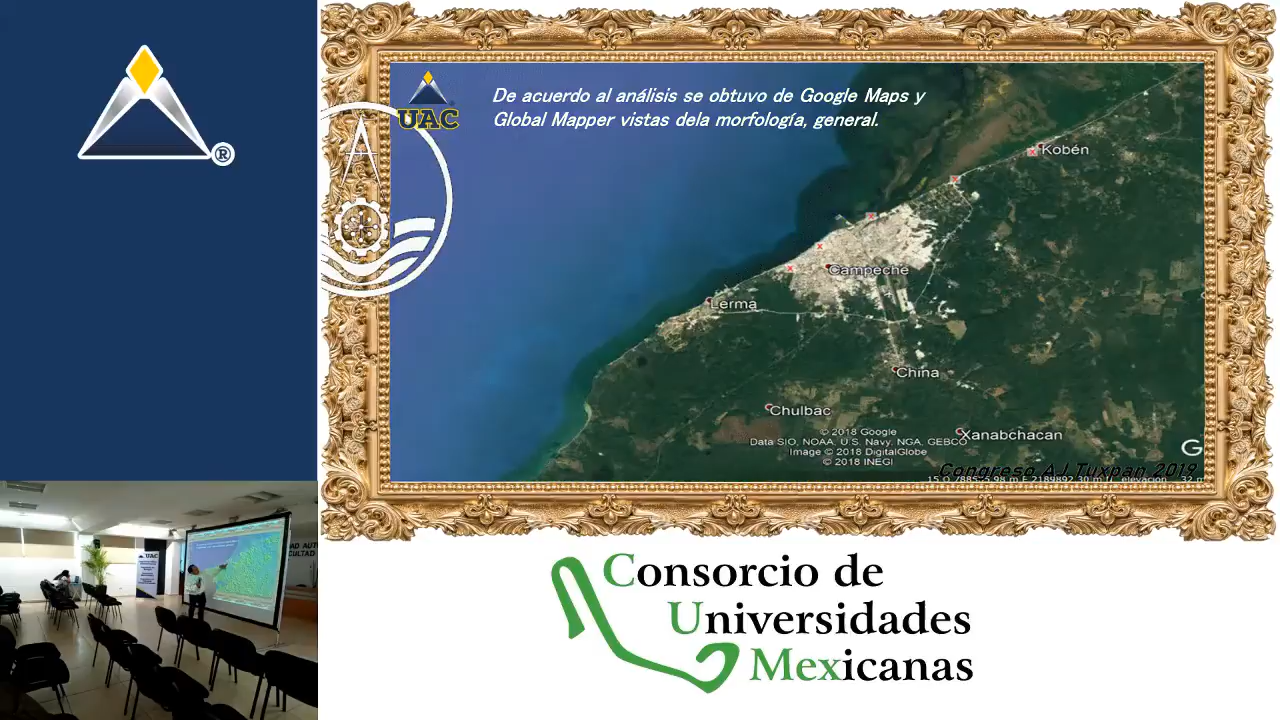 ®
UAC
De acuerdo al análisis se obtuvo de Google Maps y
Global Mapper vistas dela morfología, general.
Kobén
Campeche
Lerma
China
Chulbac
Xanabchacan
© 2018 Google
Data SIO, NOAA, U.S. Navy, NGA, GEBCO
Image © 2018 DigitalGlobe
© 2018 INEGI
G
Congreso AJ Tuxpan 2019
UAC
Consorcio de
Universidades
Mexicanas